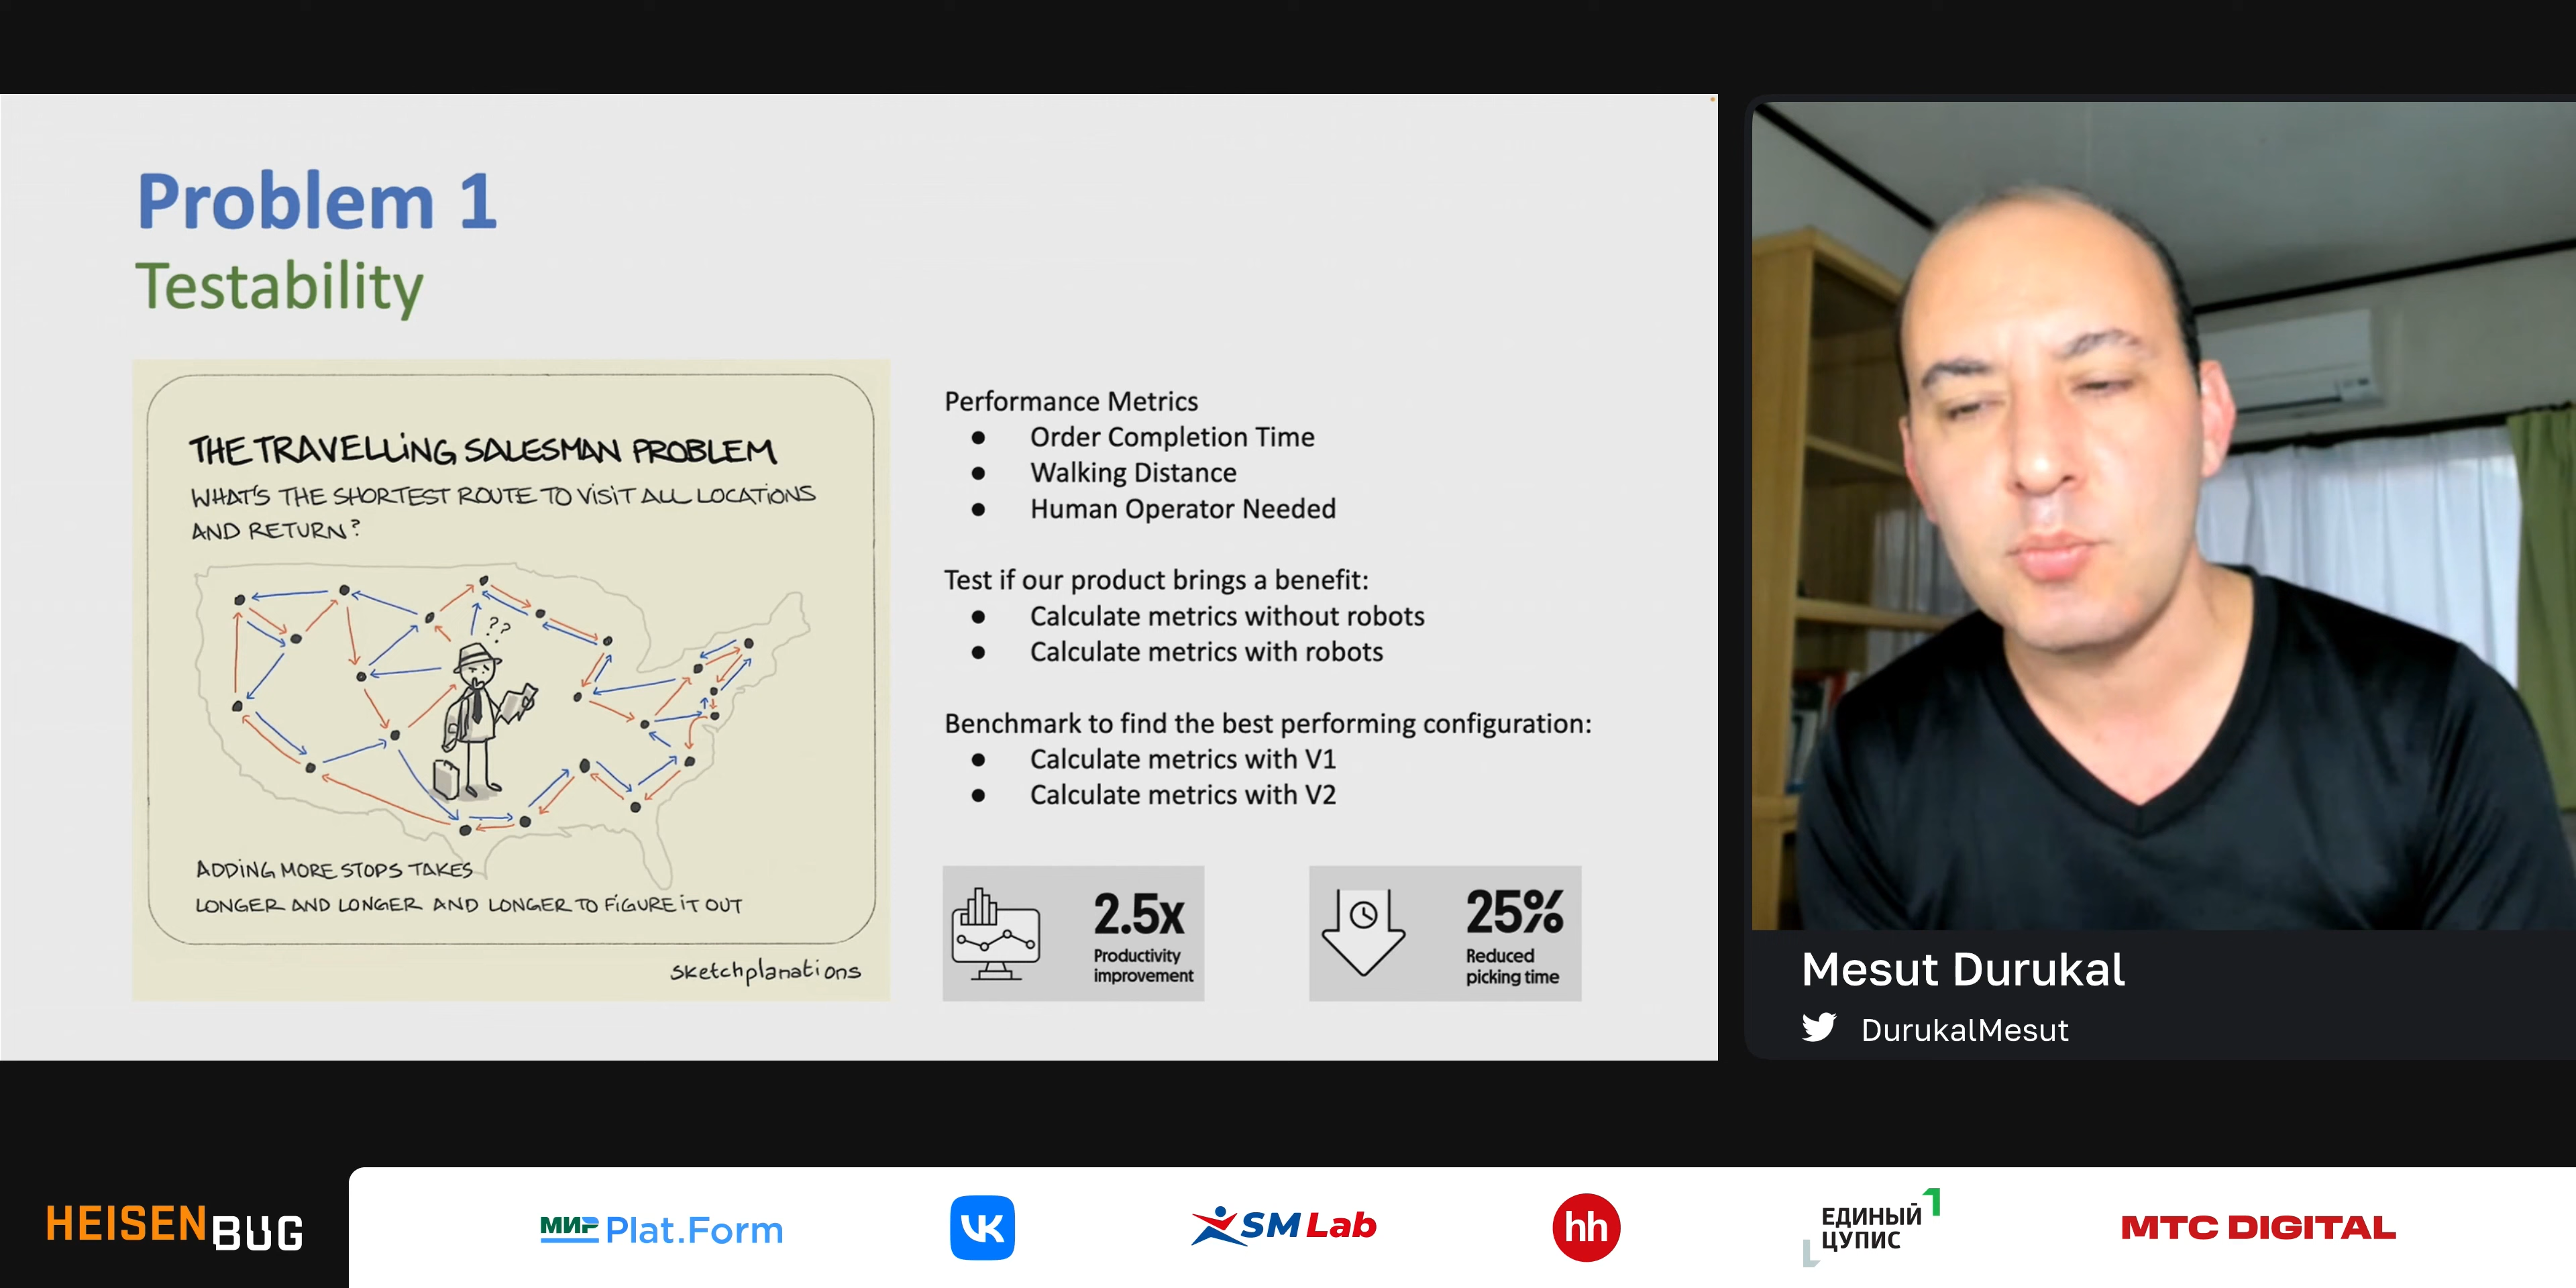 Problem 1
Testability
THE TRAVELLING SALESMAN PROBLEM
WHAT'S THE SHORTEST ROUTE TO VISIT ALL LOCATIONS
AND RETURN?
??
ADDING MORE STOPS TAKES
LONGER AND LONGER AND LONGER TO FIGURE IT OUT
sketchplanations
Performance Metrics
● Order Completion Time
● Walking Distance
● Human Operator Needed
Test if our product brings a benefit:
● Calculate metrics without robots
● Calculate metrics with robots
Benchmark to find the best performing configuration:
● Calculate metrics with V1
● Calculate metrics with V2
2.5x
Productivity
improvement
25%
Reduced
picking time
Mesut Durukal
DurukalMesut
HEISENBUG
МИР Plat.Form
VK
SM Lab
hh
ЕДИНЫЙ
ЦУПИС
МТС DIGITAL